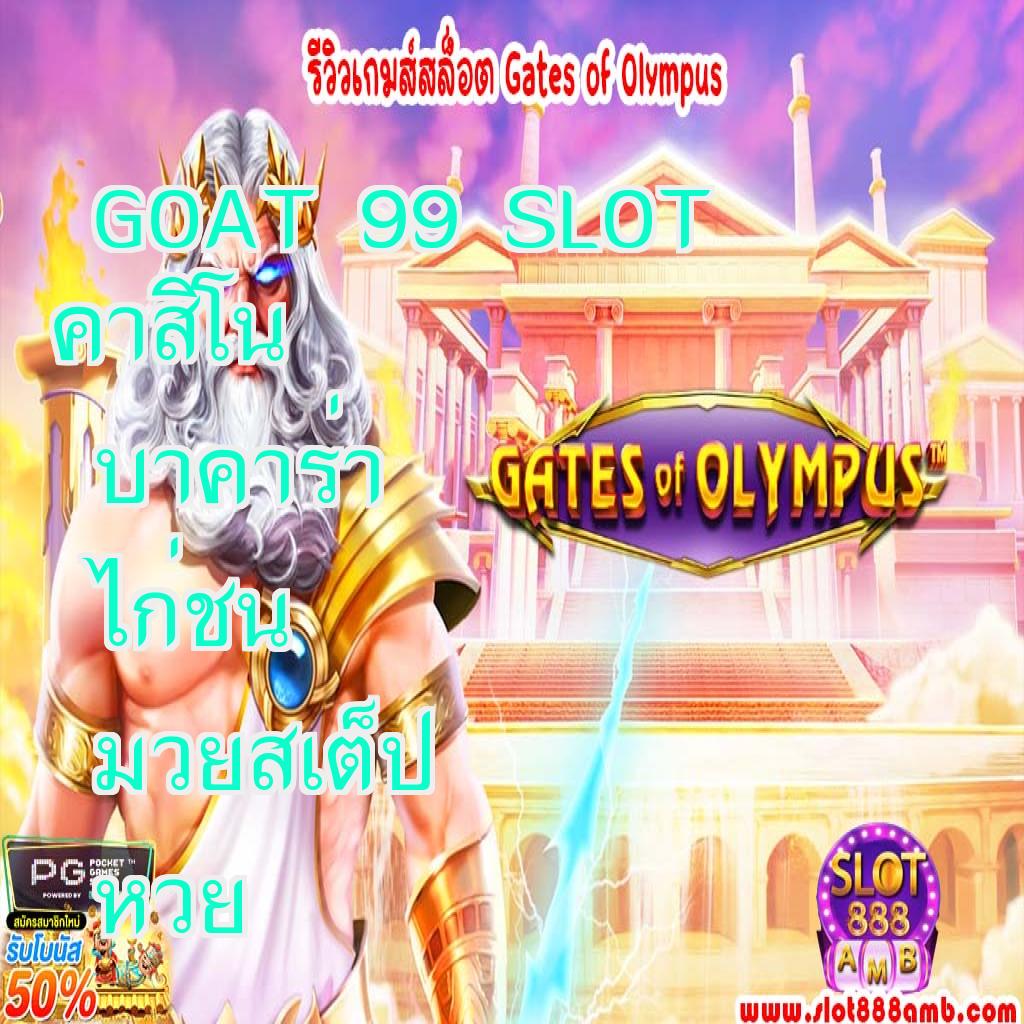 รีวิวเกมส์สล็อต Gates of Olympus
GOAT 99 SLOT
คาสิโน
บาคาร่า
ไก่ชน
มวยสเต็ป
หวย
GATES of OLYMPUS™
PG POCKET™
GAMES
POWERED BY
สมัครสมาชิกใหม่
รับโบนัส
50%
SLOT
888
AMB
www.slot888amb.com